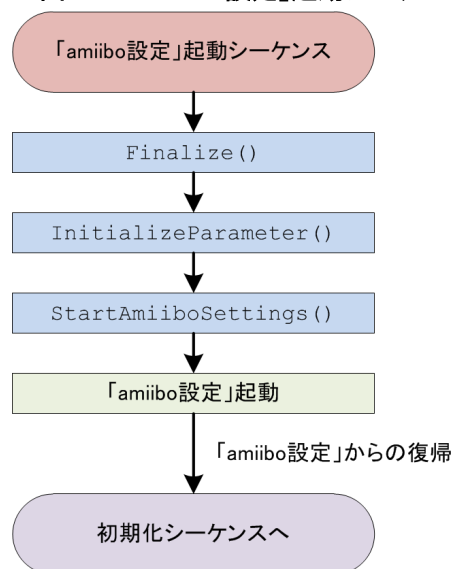 「amiibo設定」起動シーケンス
Finalize()
InitializeParameter()
StartAmiiboSettings()
「amiibo設定」起動
「amiibo設定」からの復帰
初期化シーケンスへ